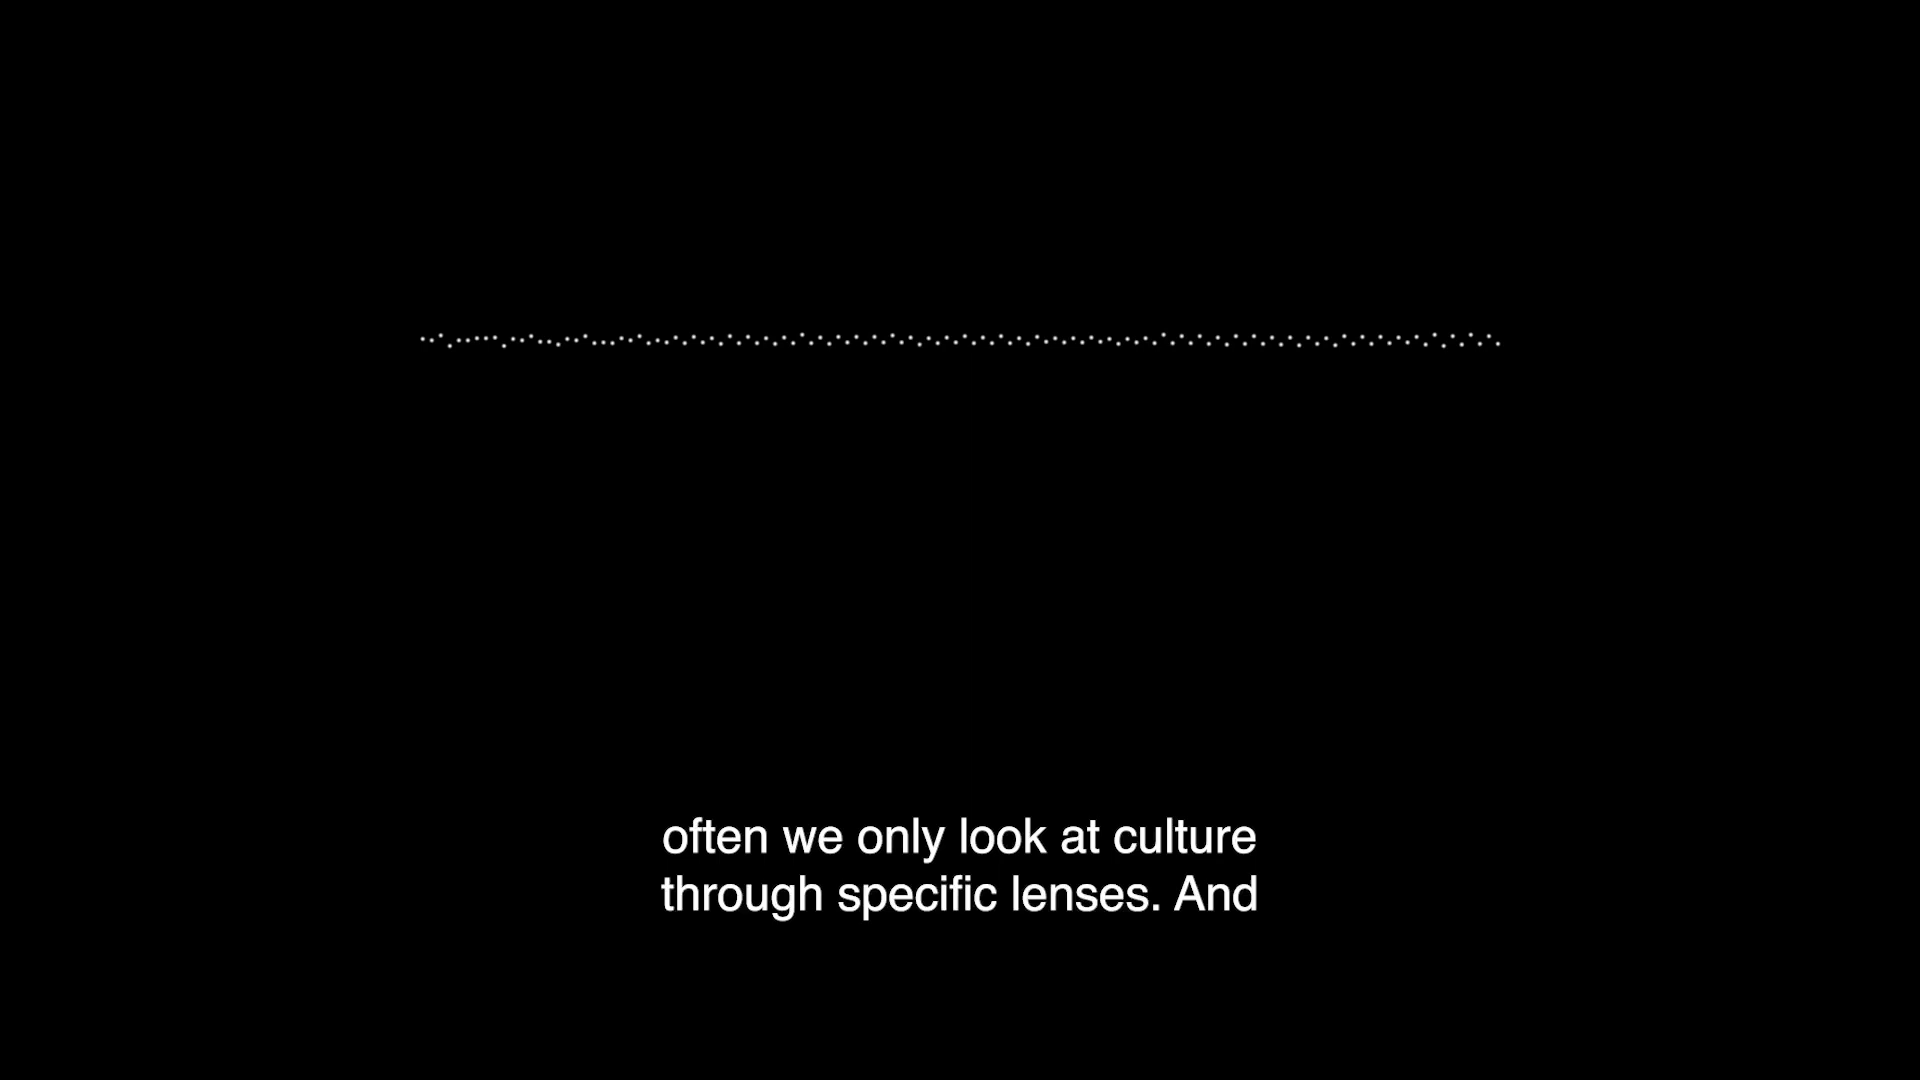 often we only look at culture
through specific lenses. And